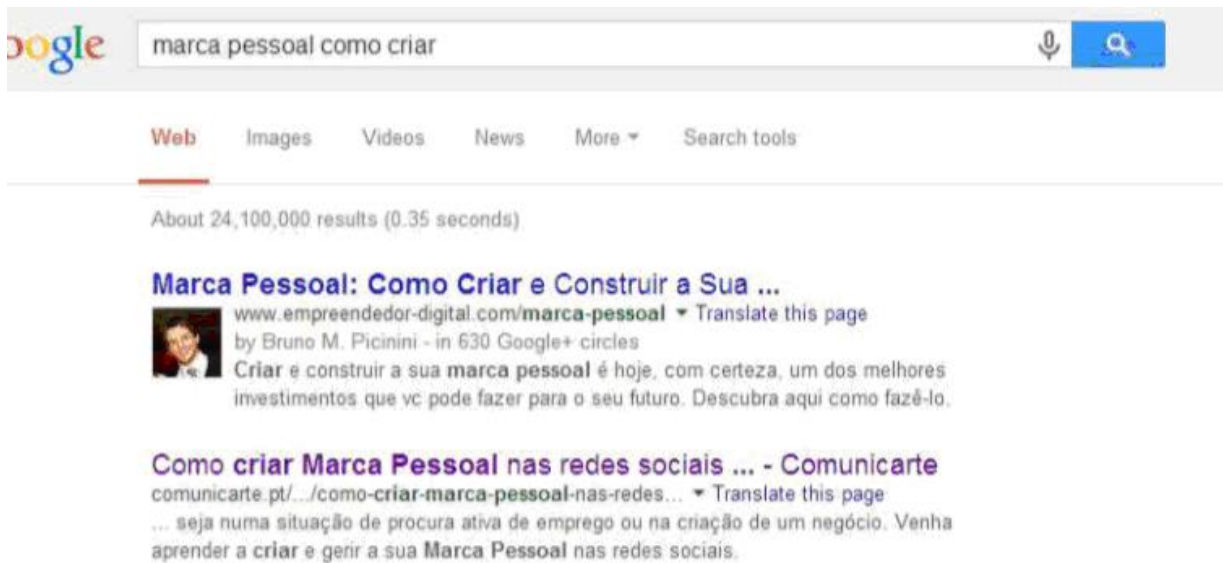 oogle
marca pessoal como criar
Web Images Videos News More Search tools
About 24,100,000 results (0.35 seconds)
Marca Pessoal: Como Criar e Construir a Sua ...
www.empreendedor-digital.com/marca-pessoal Translate this page
by Bruno M. Picinini - in 630 Google+ circles
Criar e construir a sua marca pessoal é hoje, com certeza, um dos melhores
investimentos que vc pode fazer para o seu futuro. Descubra aqui como fazê-lo.
Como criar Marca Pessoal nas redes sociais ... - Comunicarte
comunicarte.pt/.../como-criar-marca-pessoal-nas-redes... Translate this page
... seja numa situação de procura ativa de emprego ou na criação de um negócio. Venha
aprender a criar e gerir a sua Marca Pessoal nas redes sociais.